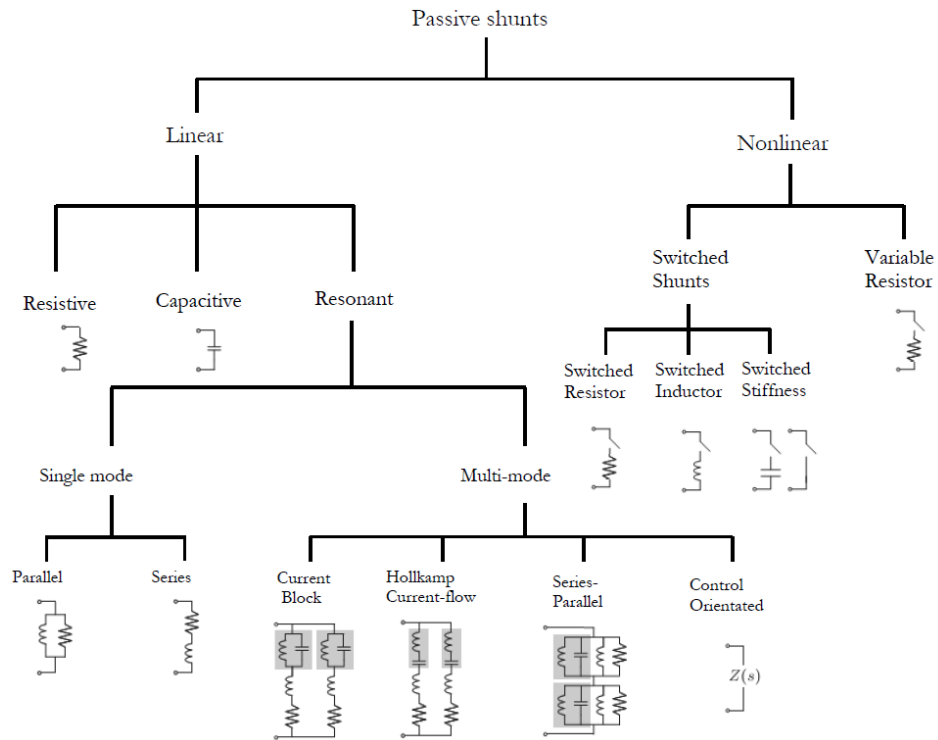 Passive shunts
Linear
Nonlinear
Resistive
Capacitive
Resonant
Switched
Shunts
Variable
Resistor
Switched
Resistor
Switched
Inductor
Switched
Stiffness
Single mode
Multi-mode
Parallel
Series
Current
Block
Hollkamp
Current-flow
Series-
Parallel
Control
Orientated
Z(s)